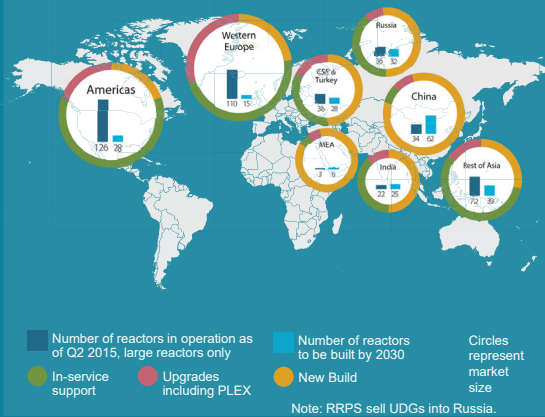 Russia
36 32
Western
Europe
110 15
CSP &
Turkey
36 28
Americas
126 28
China
34 62
MEA
3 6
India
22 25
Rest of Asia
72 39
Number of reactors in operation as
of Q2 2015, large reactors only
Number of reactors
to be built by 2030
Circles
represent
market
size
In-service
support
Upgrades
including PLEX
New Build
Note: RRPS sell UDGs into Russia.